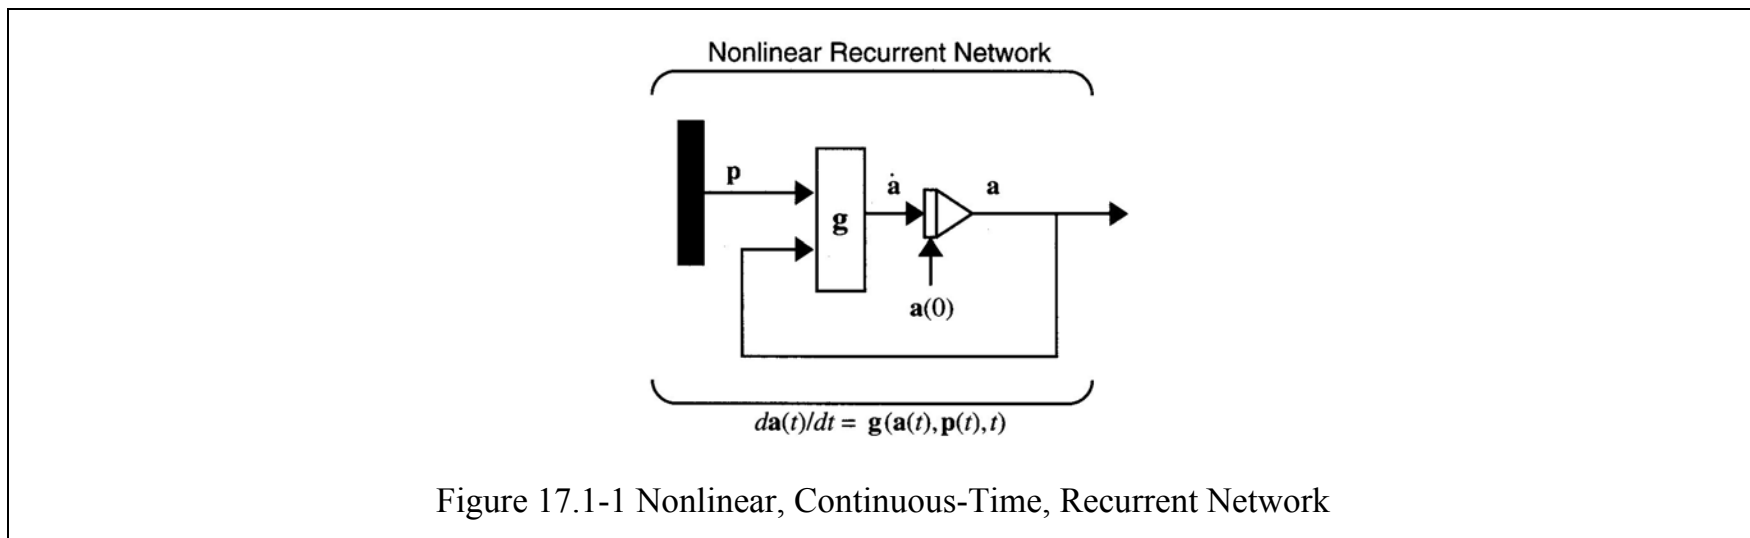 Nonlinear Recurrent Network
p
g
ȧ
a
a(0)
da(t)/dt = g(a(t),p(t),t)
Figure 17.1-1 Nonlinear, Continuous-Time, Recurrent Network